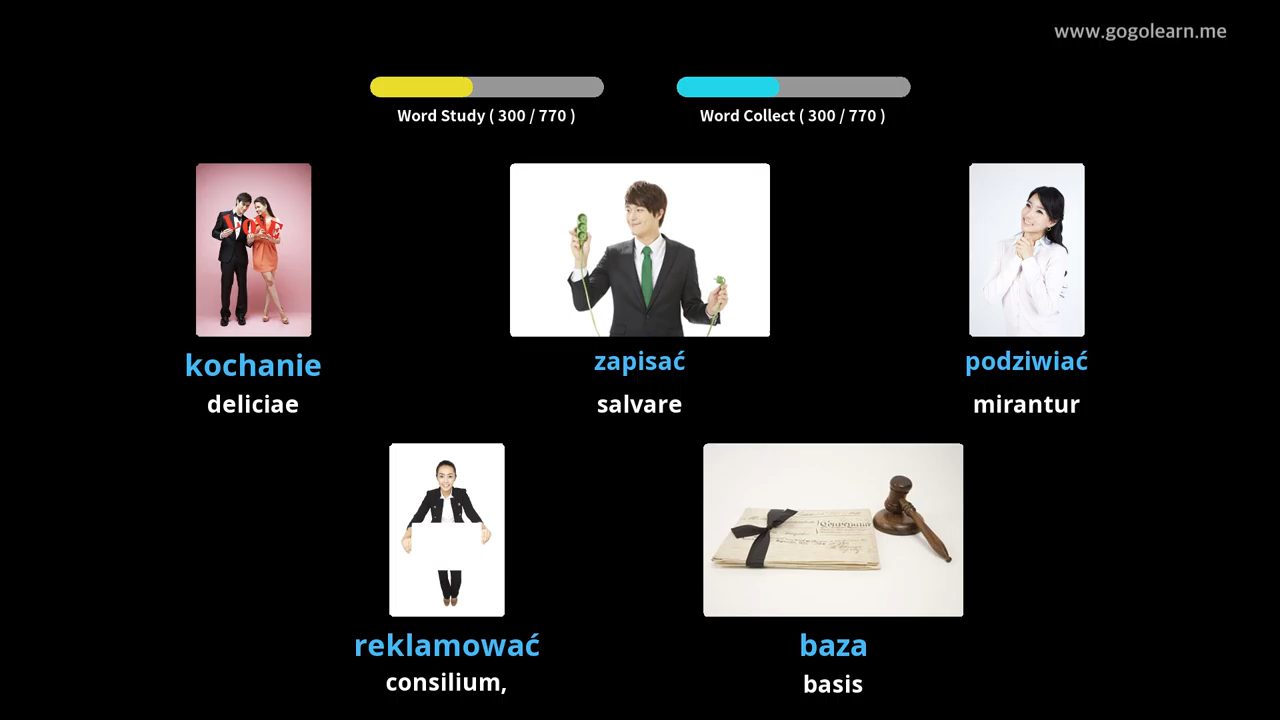 www.gogolearn.me
Word Study ( 300 / 770 )
Word Collect ( 300 / 770 )
kochanie
zapisać
podziwiać
deliciae
salvare
mirantur
reklamować
baza
consilium,
basis